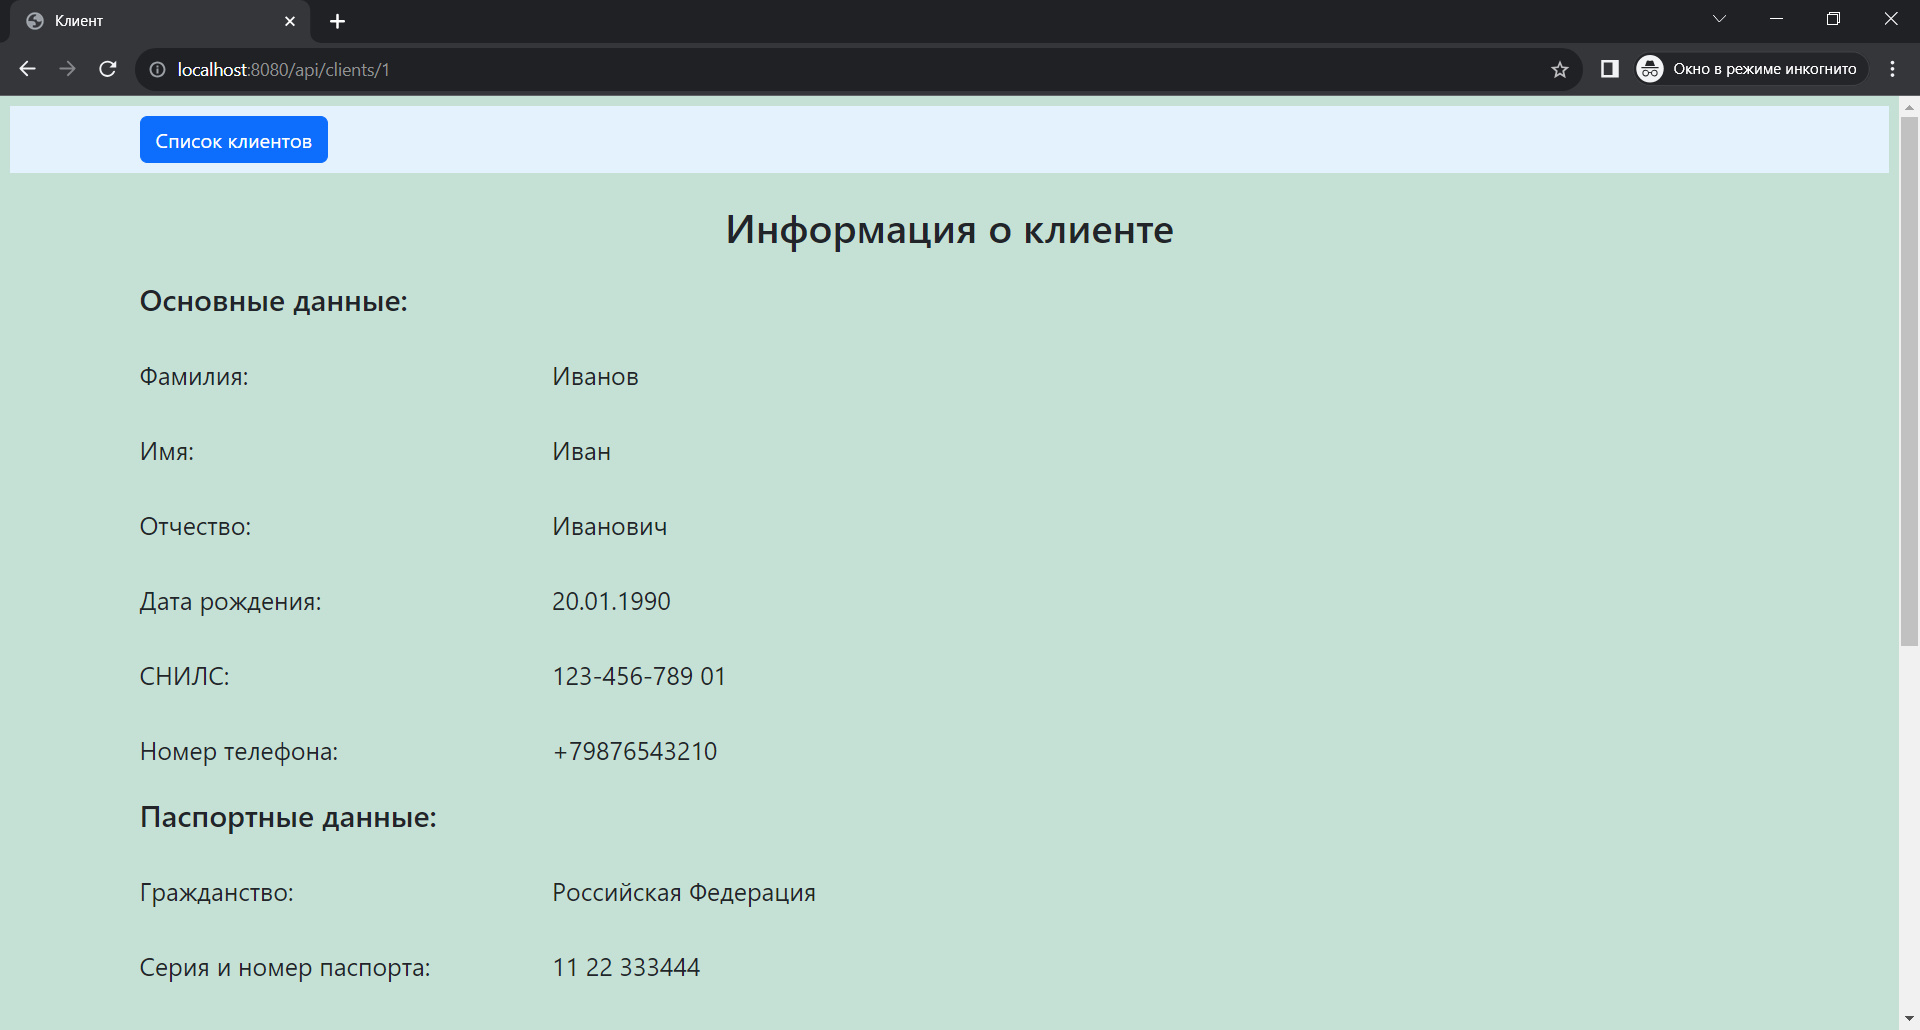 Клиент
localhost:8080/api/clients/1
Окно в режиме инкогнито
Список клиентов
Информация о клиенте
Основные данные:
Фамилия: Иванов
Имя: Иван
Отчество: Иванович
Дата рождения: 20.01.1990
СНИЛС: 123-456-789 01
Номер телефона: +79876543210
Паспортные данные:
Гражданство: Российская Федерация
Серия и номер паспорта: 11 22 333444